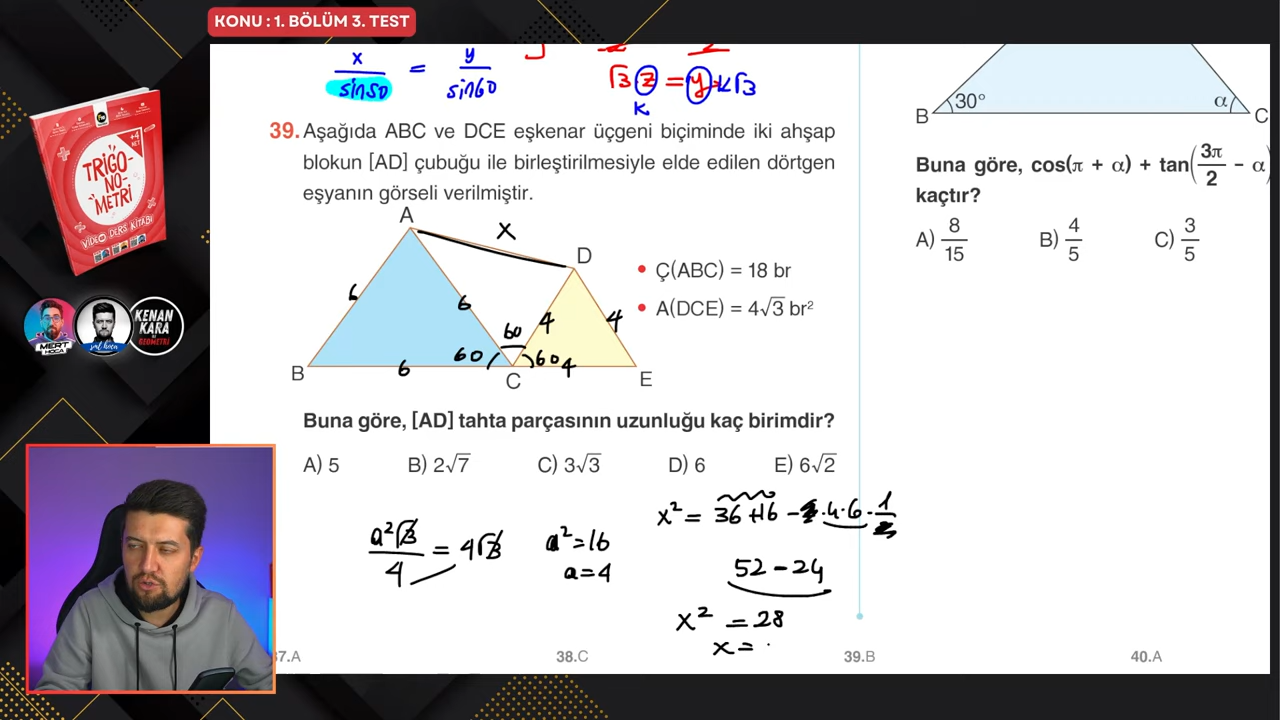 KONU : 1. BÖLÜM 3. TEST
x / sin50 = y / sin60
√3 z = y k√3
k
39. Aşağıda ABC ve DCE eşkenar üçgeni biçiminde iki ahşap
blokun [AD] çubuğu ile birleştirilmesiyle elde edilen dörtgen
eşyanın görseli verilmiştir.
A
x
D
6
6
60
4
4
60
60
4
6
B
C
E
• Ç(ABC) = 18 br
• A(DCE) = 4√3 br²
Buna göre, [AD] tahta parçasının uzunluğu kaç birimdir?
A) 5 B) 2√7 C) 3√3 D) 6 E) 6√2
a²√3 / 4 = 4√3
a²=16
a=4
x² = 36+16 - 2·4·6·1/2
52-24
x² = 28
x = 
37.A 38.C 39.B 40.A
B 30° α C
Buna göre, cos(π + α) + tan(3π/2 − α
kaçtır?
A) 8/15 B) 4/5 C) 3/5
+4 NET
TRİGO-
NO-
METRİ
VİDEO DERS KİTABI
MERT
HOCA
KENAN
KARA
GEOMETRİ